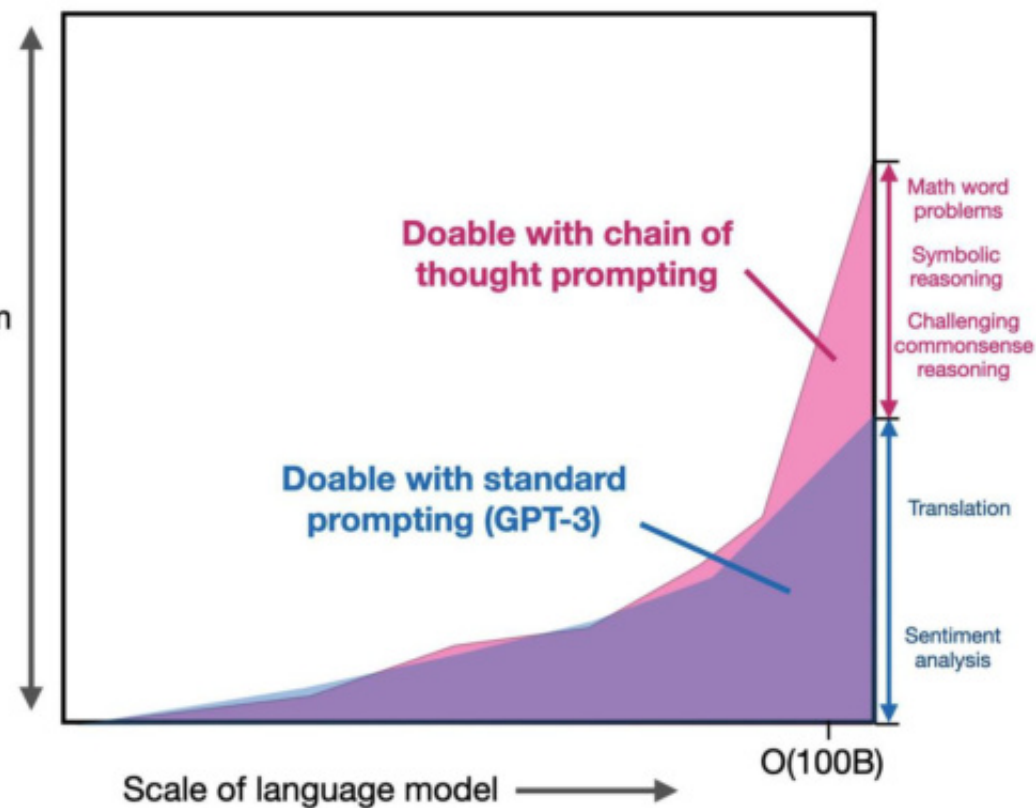 Doable with chain of
thought prompting
Math word
problems
Symbolic
reasoning
Challenging
commonsense
reasoning
Doable with standard
prompting (GPT-3)
Translation
Sentiment
analysis
O(100B)
Scale of language model